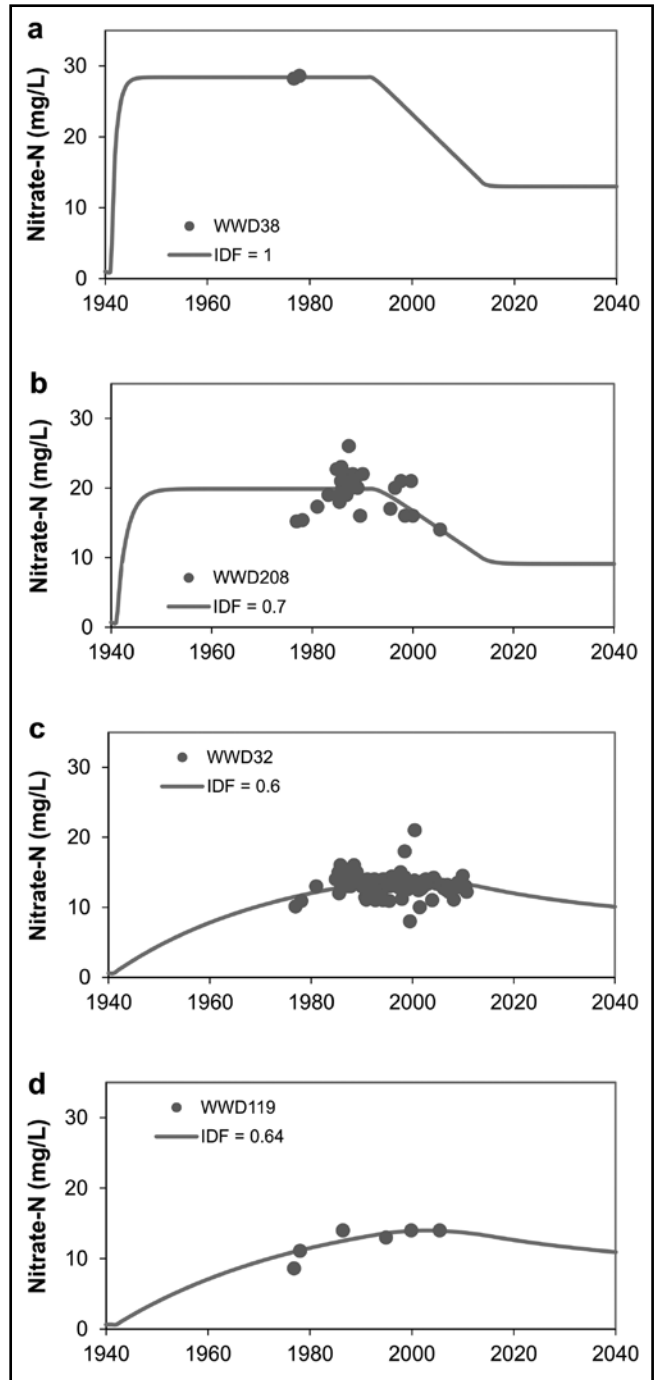 a
Nitrate-N (mg/L)
30
20
10
0
WWD38
IDF = 1
1940 1960 1980 2000 2020 2040
b
Nitrate-N (mg/L)
30
20
10
0
WWD208
IDF = 0.7
1940 1960 1980 2000 2020 2040
c
Nitrate-N (mg/L)
30
20
10
0
WWD32
IDF = 0.6
1940 1960 1980 2000 2020 2040
d
Nitrate-N (mg/L)
30
20
10
0
WWD119
IDF = 0.64
1940 1960 1980 2000 2020 2040